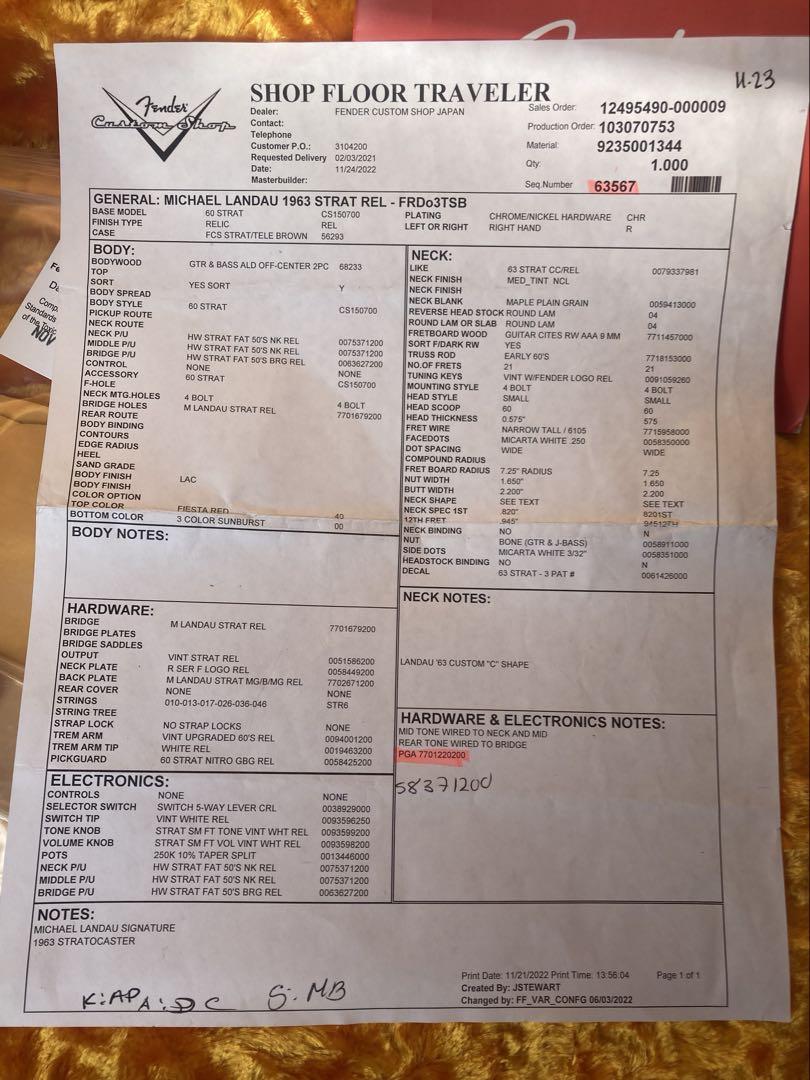 U-23
Fender
Custom Shop
SHOP FLOOR TRAVELER
Dealer: FENDER CUSTOM SHOP JAPAN
Contact:
Telephone
Customer P.O.: 3104200
Requested Delivery 02/03/2021
Date: 11/24/2022
Masterbuilder:
Sales Order: 12495490-000009
Production Order: 103070753
Material: 9235001344
Qty: 1.000
Seq.Number 63567
GENERAL: MICHAEL LANDAU 1963 STRAT REL - FRDo3TSB
BASE MODEL 60 STRAT CS150700 PLATING CHROME/NICKEL HARDWARE CHR
FINISH TYPE RELIC REL LEFT OR RIGHT RIGHT HAND R
CASE FCS STRAT/TELE BROWN 56293
BODY:
BODYWOOD GTR & BASS ALD OFF-CENTER 2PC 68233
TOP
SORT YES SORT Y
BODY SPREAD
BODY STYLE 60 STRAT CS150700
PICKUP ROUTE
NECK ROUTE
NECK P/U HW STRAT FAT 50'S NK REL 0075371200
MIDDLE P/U HW STRAT FAT 50'S NK REL 0075371200
BRIDGE P/U HW STRAT FAT 50'S BRG REL 0063627200
CONTROL NONE NONE
ACCESSORY 60 STRAT CS150700
F-HOLE
NECK MTG.HOLES 4 BOLT 4 BOLT
BRIDGE HOLES M LANDAU STRAT REL 7701679200
REAR ROUTE
BODY BINDING
CONTOURS
EDGE RADIUS
HEEL
SAND GRADE
BODY FINISH LAC
BODY FINISH
COLOR OPTION
TOP COLOR FIESTA RED 40
BOTTOM COLOR 3 COLOR SUNBURST 00
BODY NOTES:
HARDWARE:
BRIDGE M LANDAU STRAT REL 7701679200
BRIDGE PLATES
BRIDGE SADDLES
OUTPUT VINT STRAT REL 0051586200
NECK PLATE R SER F LOGO REL 0058449200
BACK PLATE M LANDAU STRAT MG/B/MG REL 7702671200
REAR COVER NONE NONE
STRINGS 010-013-017-026-036-046 STR6
STRING TREE
STRAP LOCK NO STRAP LOCKS NONE
TREM ARM VINT UPGRADED 60'S REL 0094001200
TREM ARM TIP WHITE REL 0019463200
PICKGUARD 60 STRAT NITRO GBG REL 0058425200
ELECTRONICS:
CONTROLS NONE NONE
SELECTOR SWITCH SWITCH 5-WAY LEVER CRL 0038929000
SWITCH TIP VINT WHITE REL 0093596250
TONE KNOB STRAT SM FT TONE VINT WHT REL 0093599200
VOLUME KNOB STRAT SM FT VOL VINT WHT REL 0093598200
POTS 250K 10% TAPER SPLIT 0013446000
NECK P/U HW STRAT FAT 50'S NK REL 0075371200
MIDDLE P/U HW STRAT FAT 50'S NK REL 0075371200
BRIDGE P/U HW STRAT FAT 50'S BRG REL 0063627200
NECK:
LIKE 63 STRAT CC/REL 0079337981
NECK FINISH MED_TINT NCL
NECK FINISH
NECK BLANK MAPLE PLAIN GRAIN 0059413000
REVERSE HEAD STOCK ROUND LAM 04
ROUND LAM OR SLAB ROUND LAM 04
FRETBOARD WOOD GUITAR CITES RW AAA 9 MM 7711457000
SORT F/DARK RW YES
TRUSS ROD EARLY 60'S 7718153000
NO.OF FRETS 21 21
TUNING KEYS VINT W/FENDER LOGO REL 0091059260
MOUNTING STYLE 4 BOLT 4 BOLT
HEAD STYLE SMALL SMALL
HEAD SCOOP 60 60
HEAD THICKNESS 0.575" 575
FRET WIRE NARROW TALL / 6105 7715958000
FACEDOTS MICARTA WHITE .250 0058350000
DOT SPACING WIDE WIDE
COMPOUND RADIUS
FRET BOARD RADIUS 7.25" RADIUS 7.25
NUT WIDTH 1.650" 1.650
BUTT WIDTH 2.200" 2.200
NECK SHAPE SEE TEXT SEE TEXT
NECK SPEC 1ST .820" 8201ST
12TH FRET .945" 94512TH
NECK BINDING NO N
NUT BONE (GTR & J-BASS) 0058911000
SIDE DOTS MICARTA WHITE 3/32" 0058351000
HEADSTOCK BINDING NO N
DECAL 63 STRAT - 3 PAT # 0061426000
NECK NOTES:
LANDAU '63 CUSTOM "C" SHAPE
HARDWARE & ELECTRONICS NOTES:
MID TONE WIRED TO NECK AND MID
REAR TONE WIRED TO BRIDGE
PGA 7701220200
58371200
NOTES:
MICHAEL LANDAU SIGNATURE
1963 STRATOCASTER
K:AP A:DC S:MB
Print Date: 11/21/2022 Print Time: 13:56:04 Page 1 of 1
Created By: JSTEWART
Changed by: FF_VAR_CONFG 06/03/2022
Comp
Standards
of the
NOV